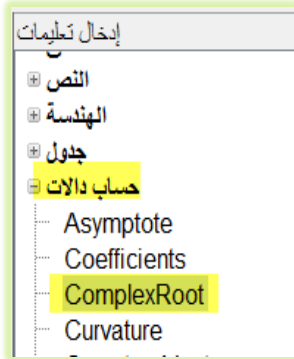 إدخال تعليمات
النص
الهندسة
جدول
حساب دالات
Asymptote
Coefficients
ComplexRoot
Curvature